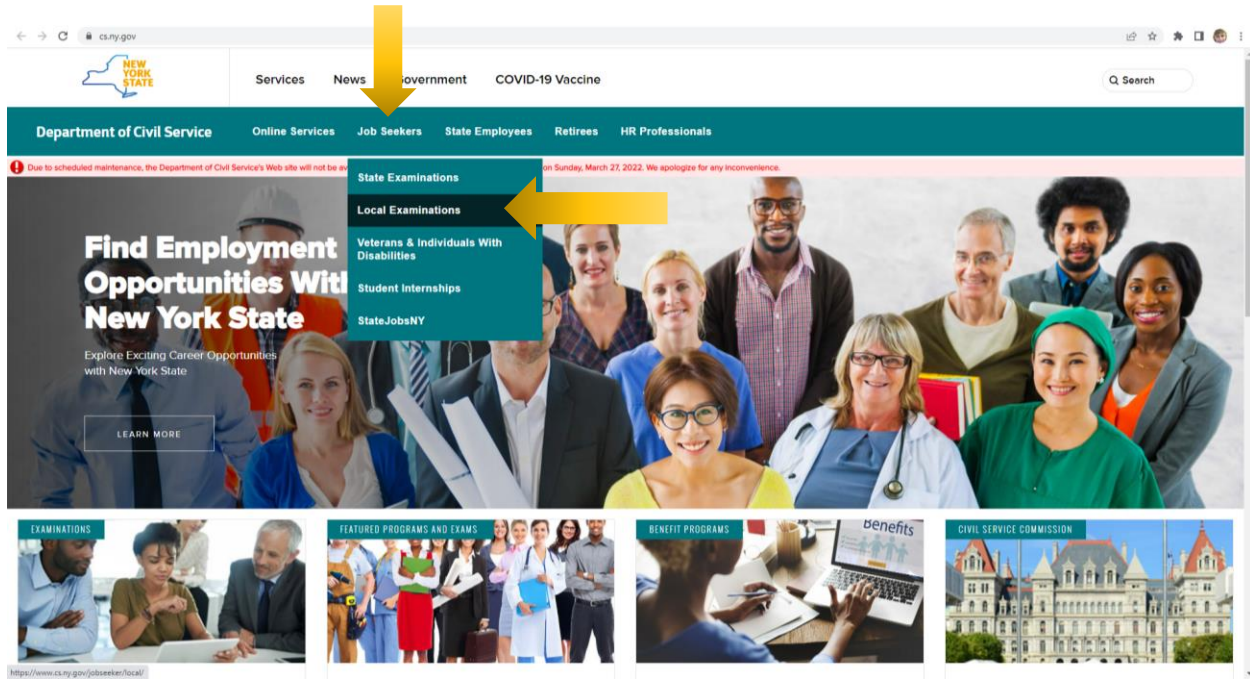 cs.ny.gov
NEW
YORK
STATE
Services News Government COVID-19 Vaccine
Search
Department of Civil Service Online Services Job Seekers State Employees Retirees HR Professionals
Due to scheduled maintenance, the Department of Civil Service's Web site will not be av on Sunday, March 27, 2022. We apologize for any inconvenience.
State Examinations
Local Examinations
Veterans & Individuals With
Disabilities
Student Internships
StateJobsNY
Find Employment
Opportunities With
New York State
Explore Exciting Career Opportunities
with New York State
LEARN MORE
EXAMINATIONS
FEATURED PROGRAMS AND EXAMS
BENEFIT PROGRAMS
Benefits
CIVIL SERVICE COMMISSION
https://www.cs.ny.gov/jobseeker/local/